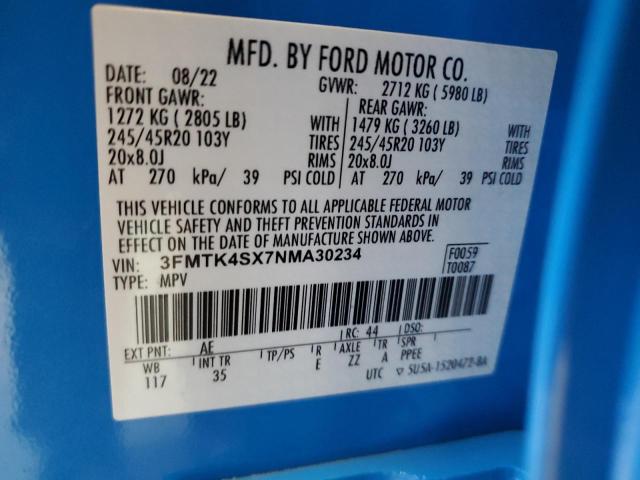 MFD. BY FORD MOTOR CO.
DATE: 08/22 GVWR: 2712 KG ( 5980 LB)
FRONT GAWR: REAR GAWR:
1272 KG ( 2805 LB) WITH 1479 KG ( 3260 LB) WITH
245/45R20 103Y TIRES 245/45R20 103Y TIRES
20x8.0J RIMS 20x8.0J RIMS
AT 270 kPa/ 39 PSI COLD AT 270 kPa/ 39 PSI COLD
THIS VEHICLE CONFORMS TO ALL APPLICABLE FEDERAL MOTOR
VEHICLE SAFETY AND THEFT PREVENTION STANDARDS IN
EFFECT ON THE DATE OF MANUFACTURE SHOWN ABOVE.
VIN: 3FMTK4SX7NMA30234 F0059
TYPE: MPV T0087
EXT PNT: AE RC: 44 DSO:
WB INT TR TP/PS R AXLE TR SPR
117 35 E ZZ A PPEE
UTC ▽ 5U5A-1520472-BA